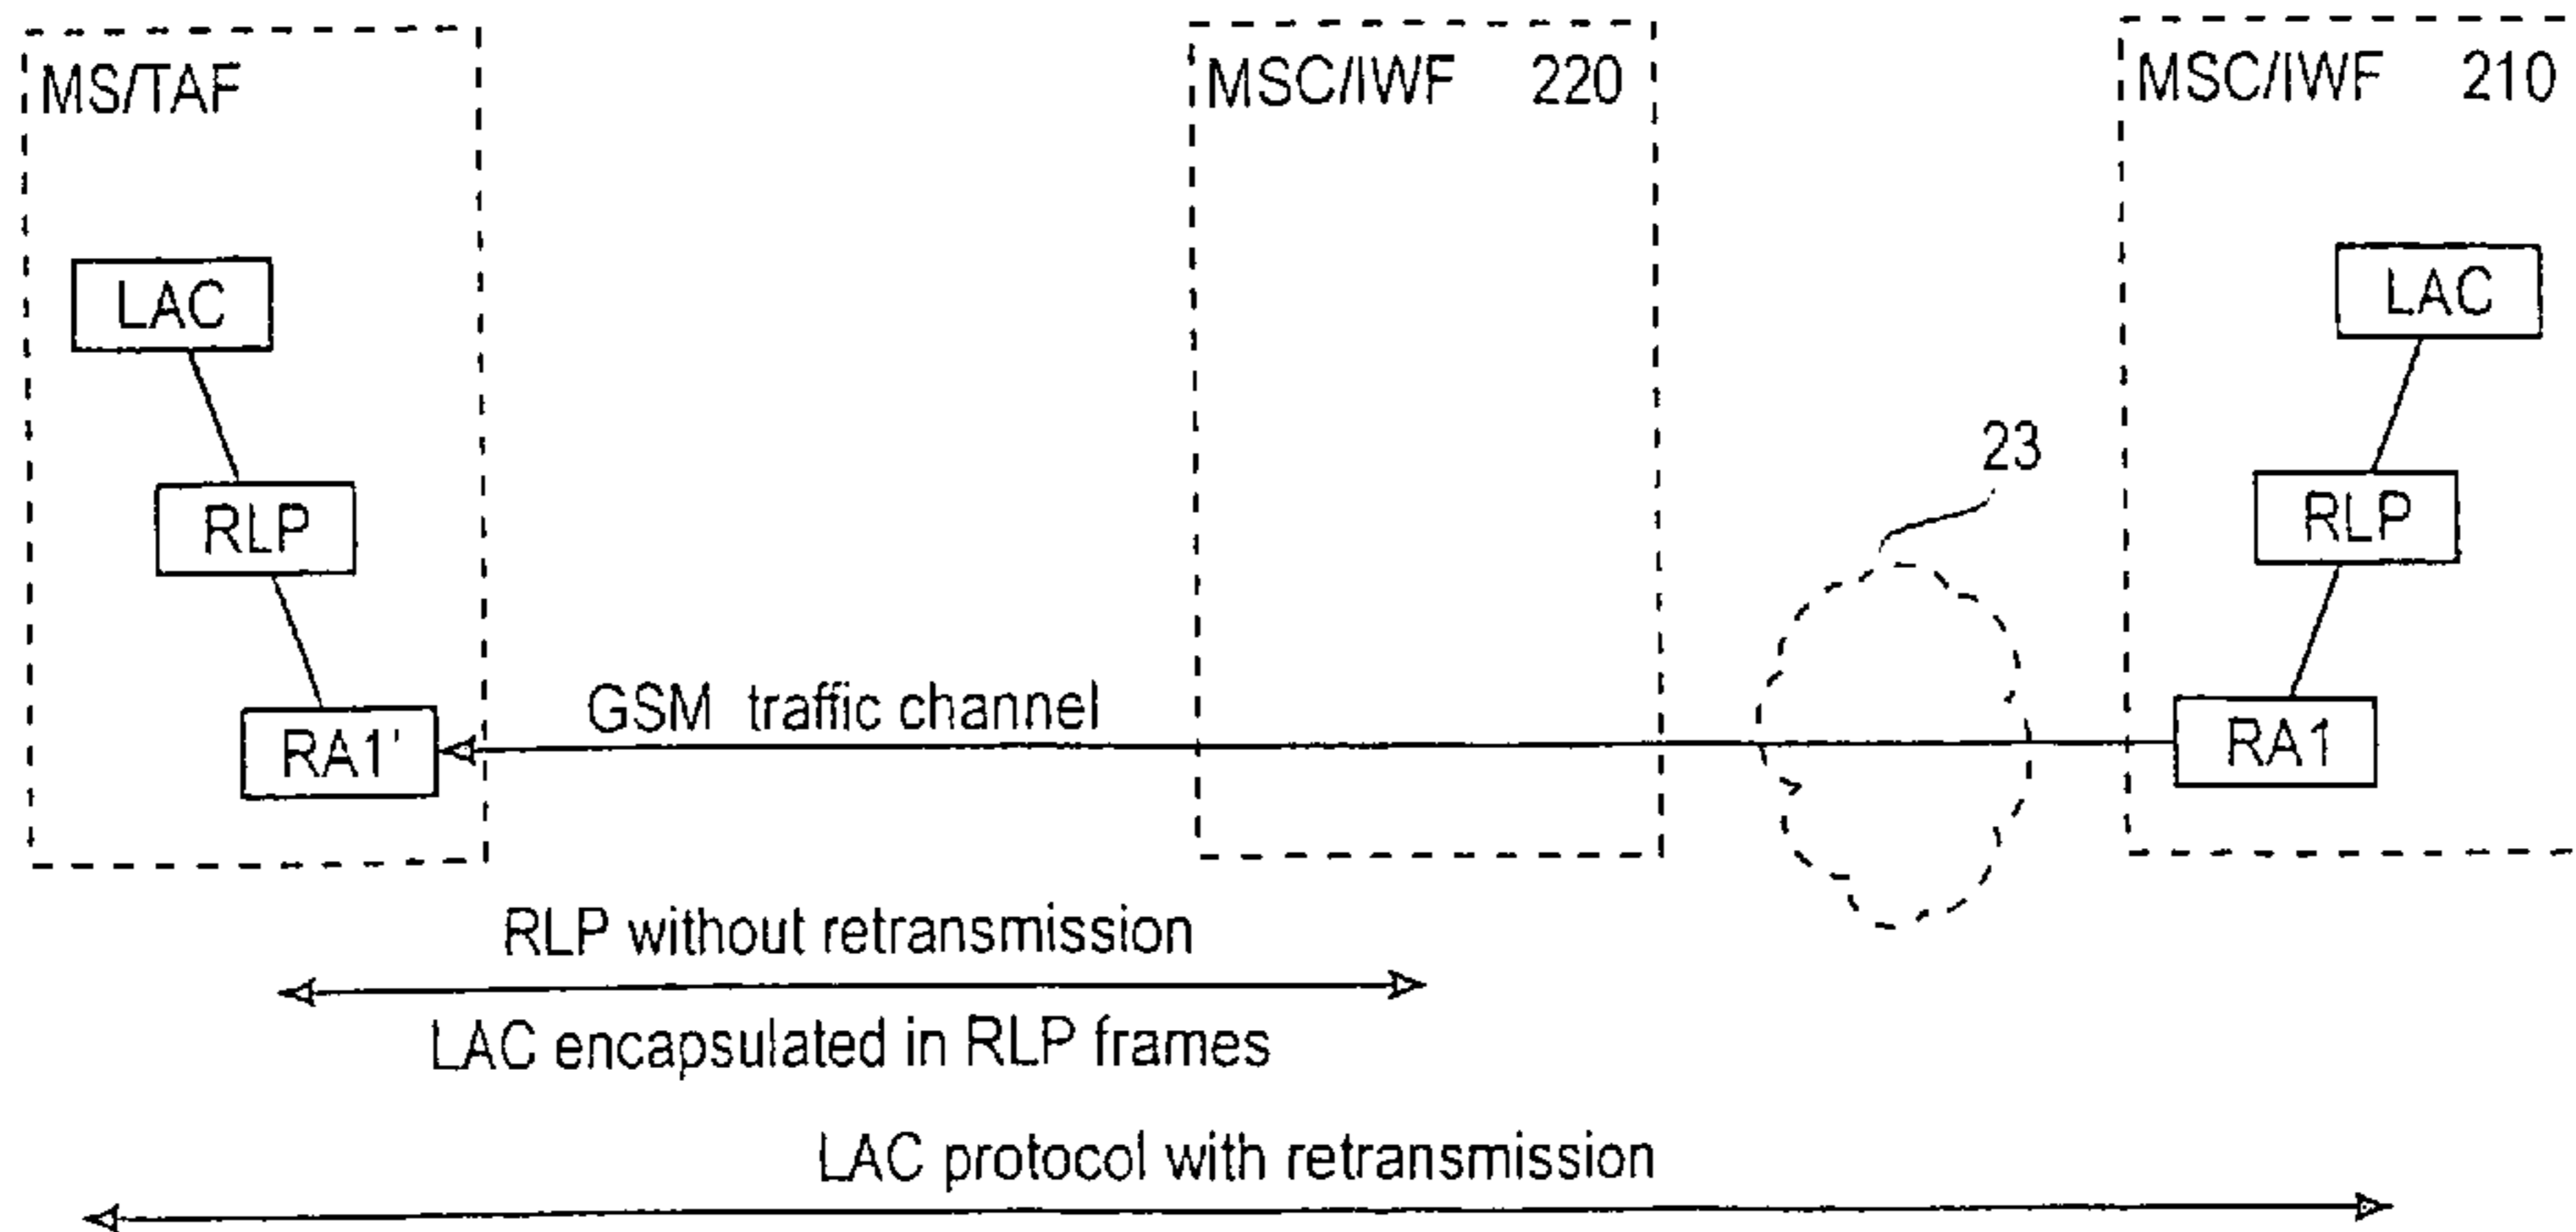 MS/TAF
MSC/IWF 220
MSC/IWF 210
LAC
LAC
23
RLP
RLP
GSM traffic channel
RA1'
RA1
RLP without retransmission
LAC encapsulated in RLP frames
LAC protocol with retransmission